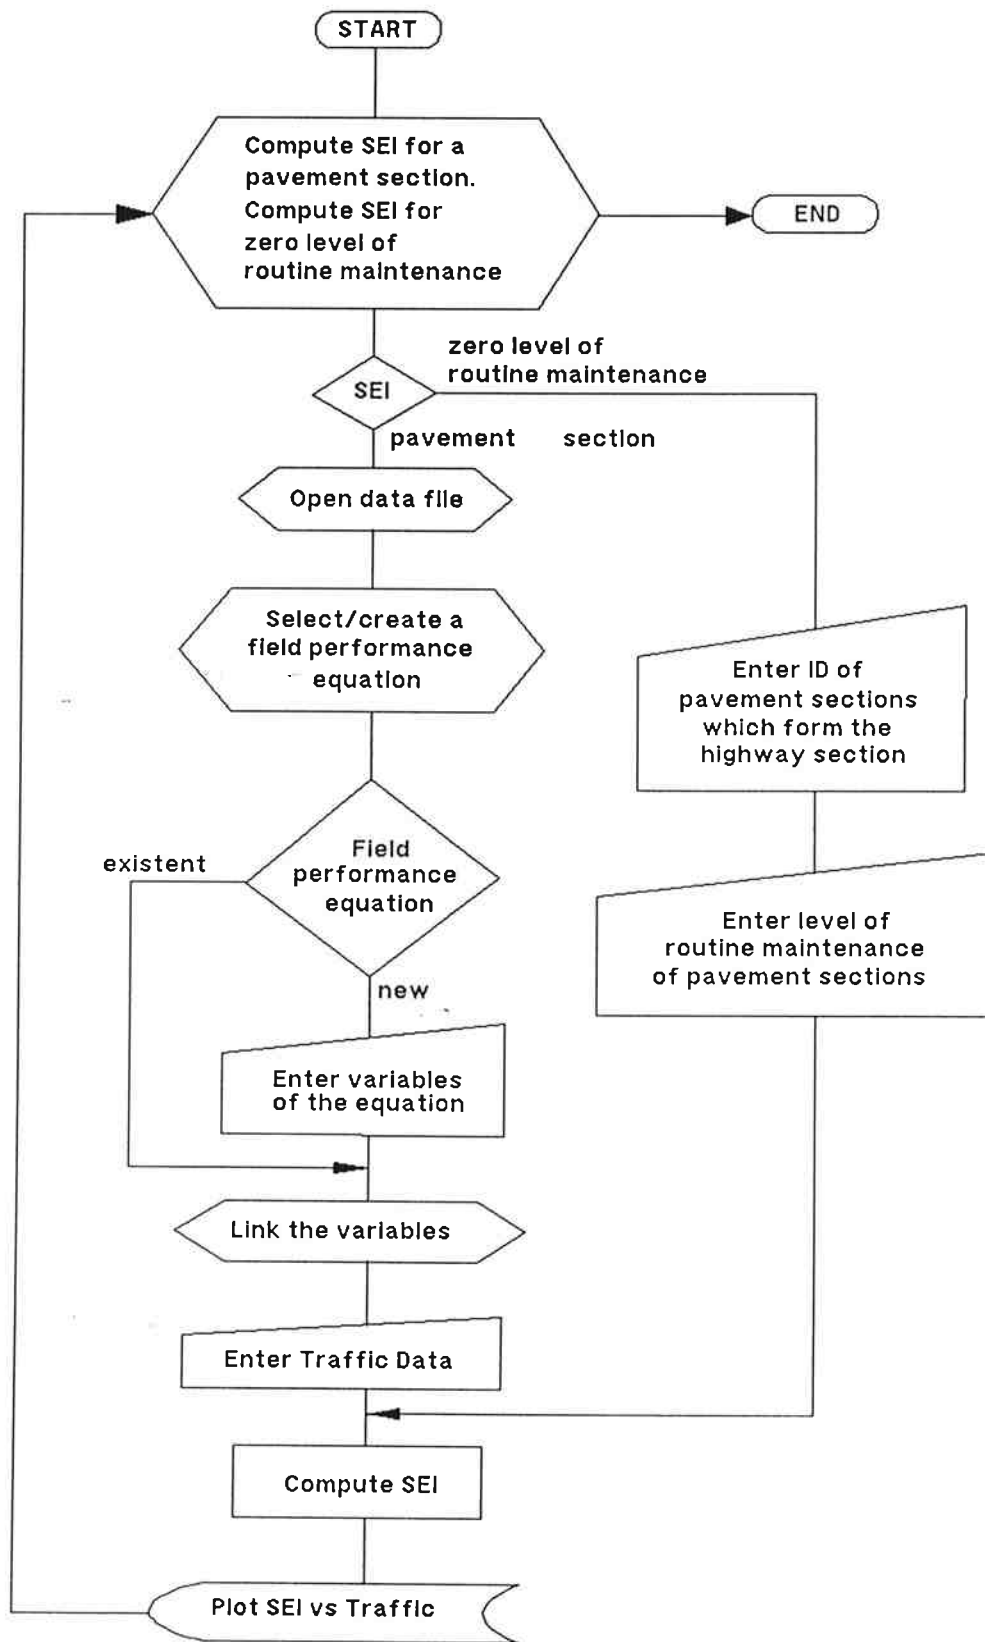 START
Compute SEI for a
pavement section.
Compute SEI for
zero level of
routine maintenance
END
zero level of
routine maintenance
SEI
pavement section
Open data file
Select/create a
field performance
equation
Enter ID of
pavement sections
which form the
highway section
Field
performance
equation
existent
new
Enter level of
routine maintenance
of pavement sections
Enter variables
of the equation
Link the variables
Enter Traffic Data
Compute SEI
Plot SEI vs Traffic